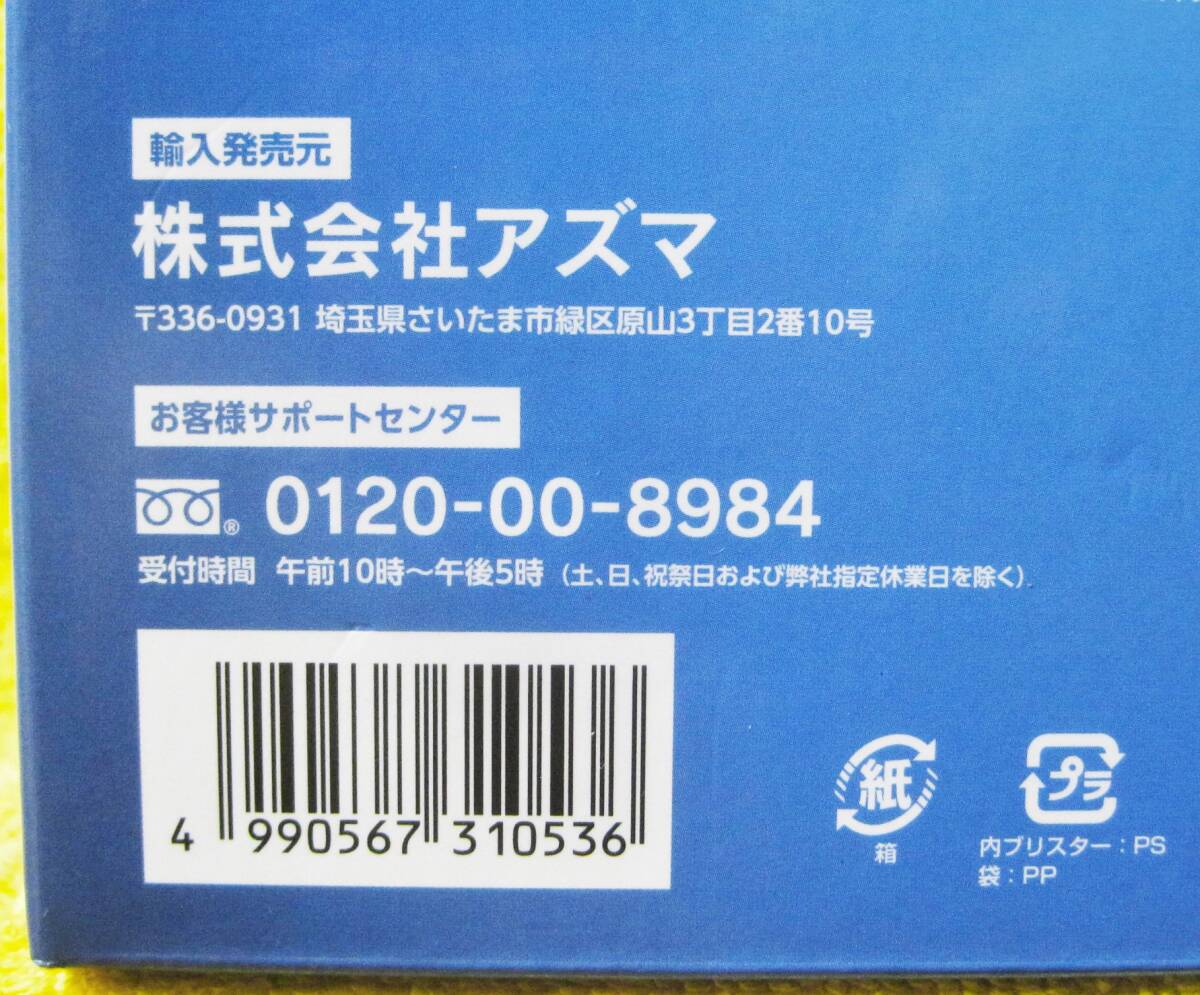 輸入発売元
株式会社アズマ
〒336-0931 埼玉県さいたま市緑区原山3丁目2番10号
お客様サポートセンター
® 0120-00-8984
受付時間 午前10時～午後5時 (土、日、祝祭日および弊社指定休業日を除く)
4 990567 310536
紙
箱
プラ
内ブリスター：PS
袋：PP